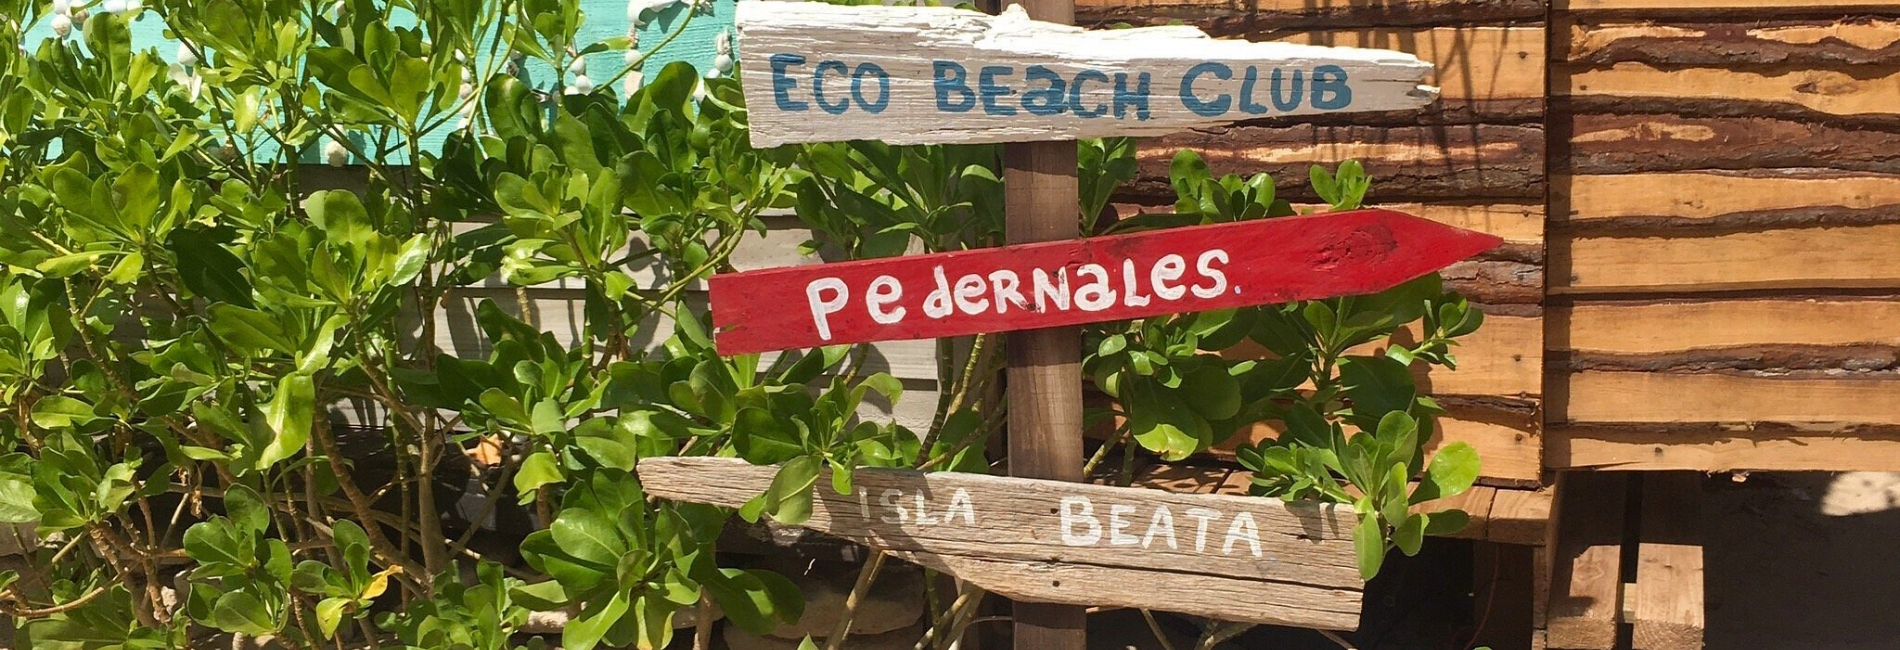 ECO BEaCH CLUB
PedeRNaLes.
ISLA BEATA